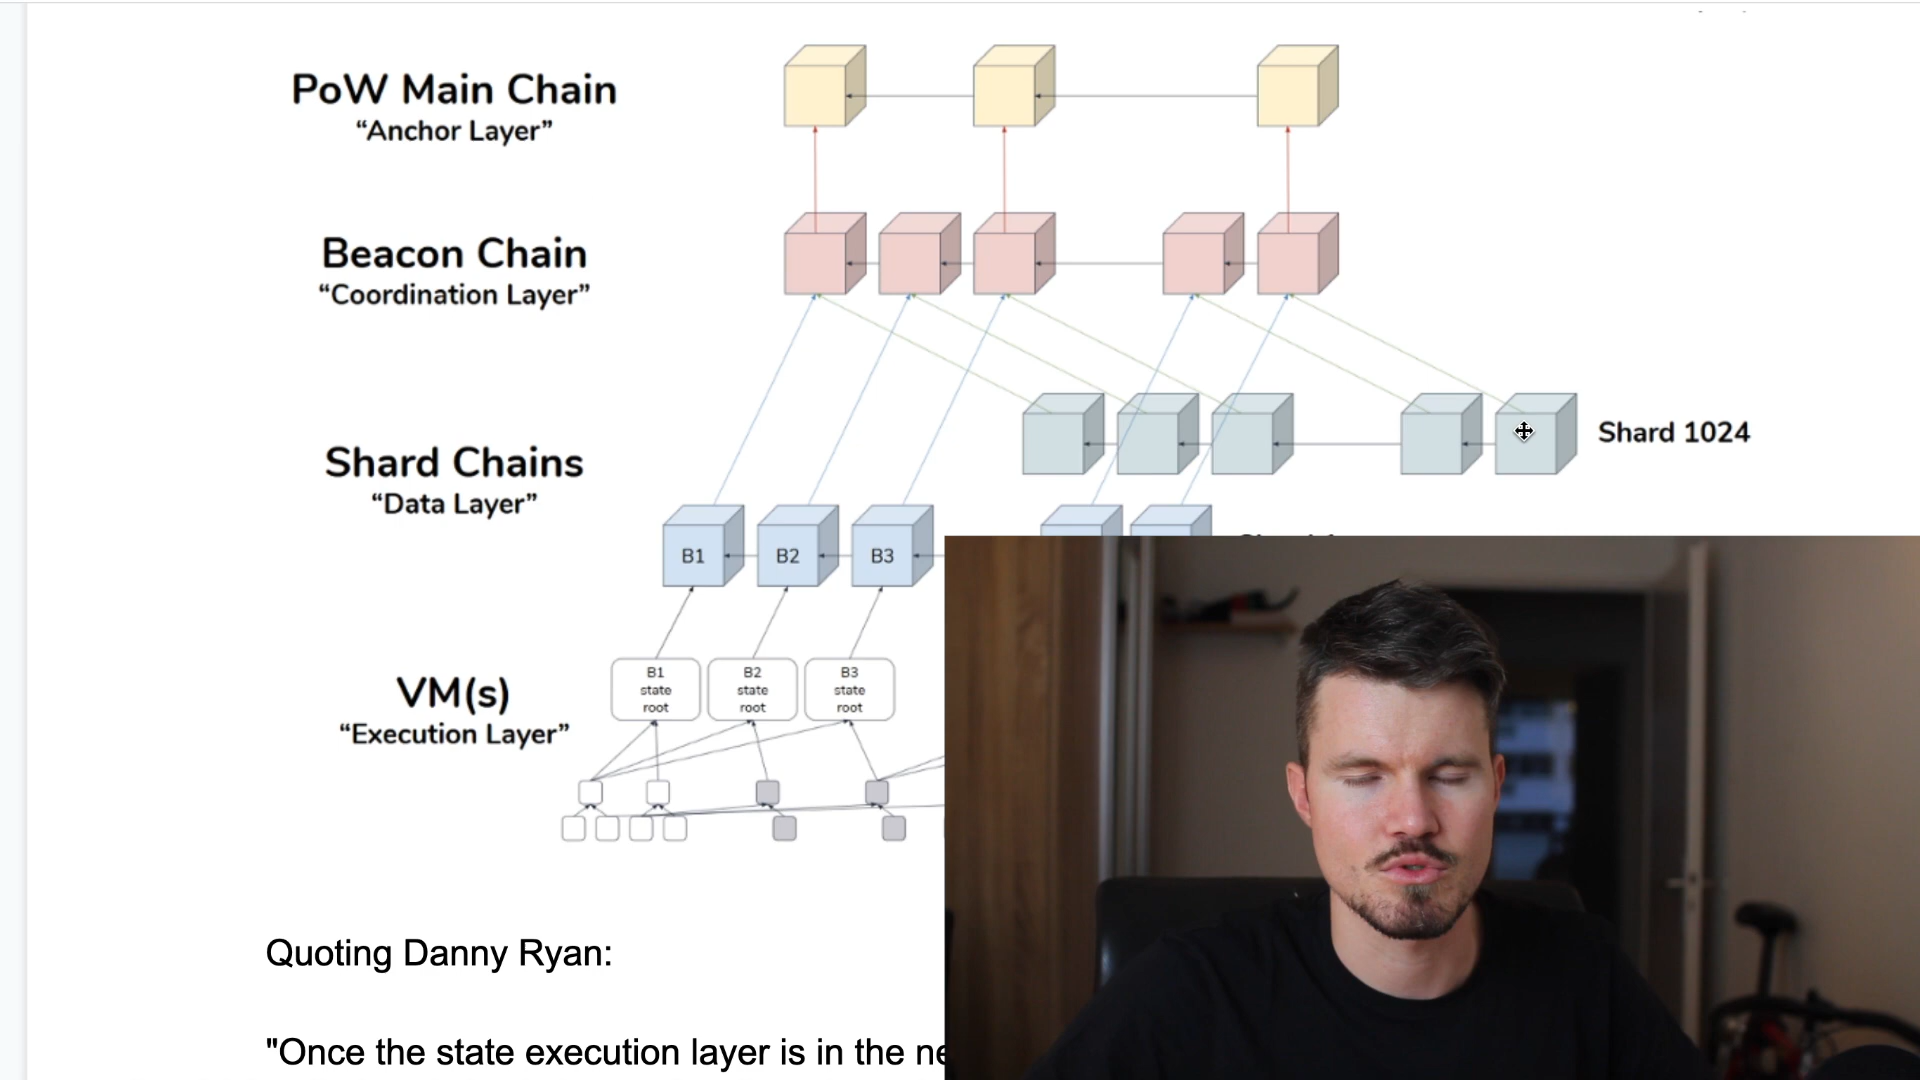 PoW Main Chain
“Anchor Layer”
Beacon Chain
“Coordination Layer”
Shard 1024
Shard Chains
“Data Layer”
B1
B2
B3
B1 state root
B2 state root
B3 state root
VM(s)
“Execution Layer”
Quoting Danny Ryan:
"Once the state execution layer is in the